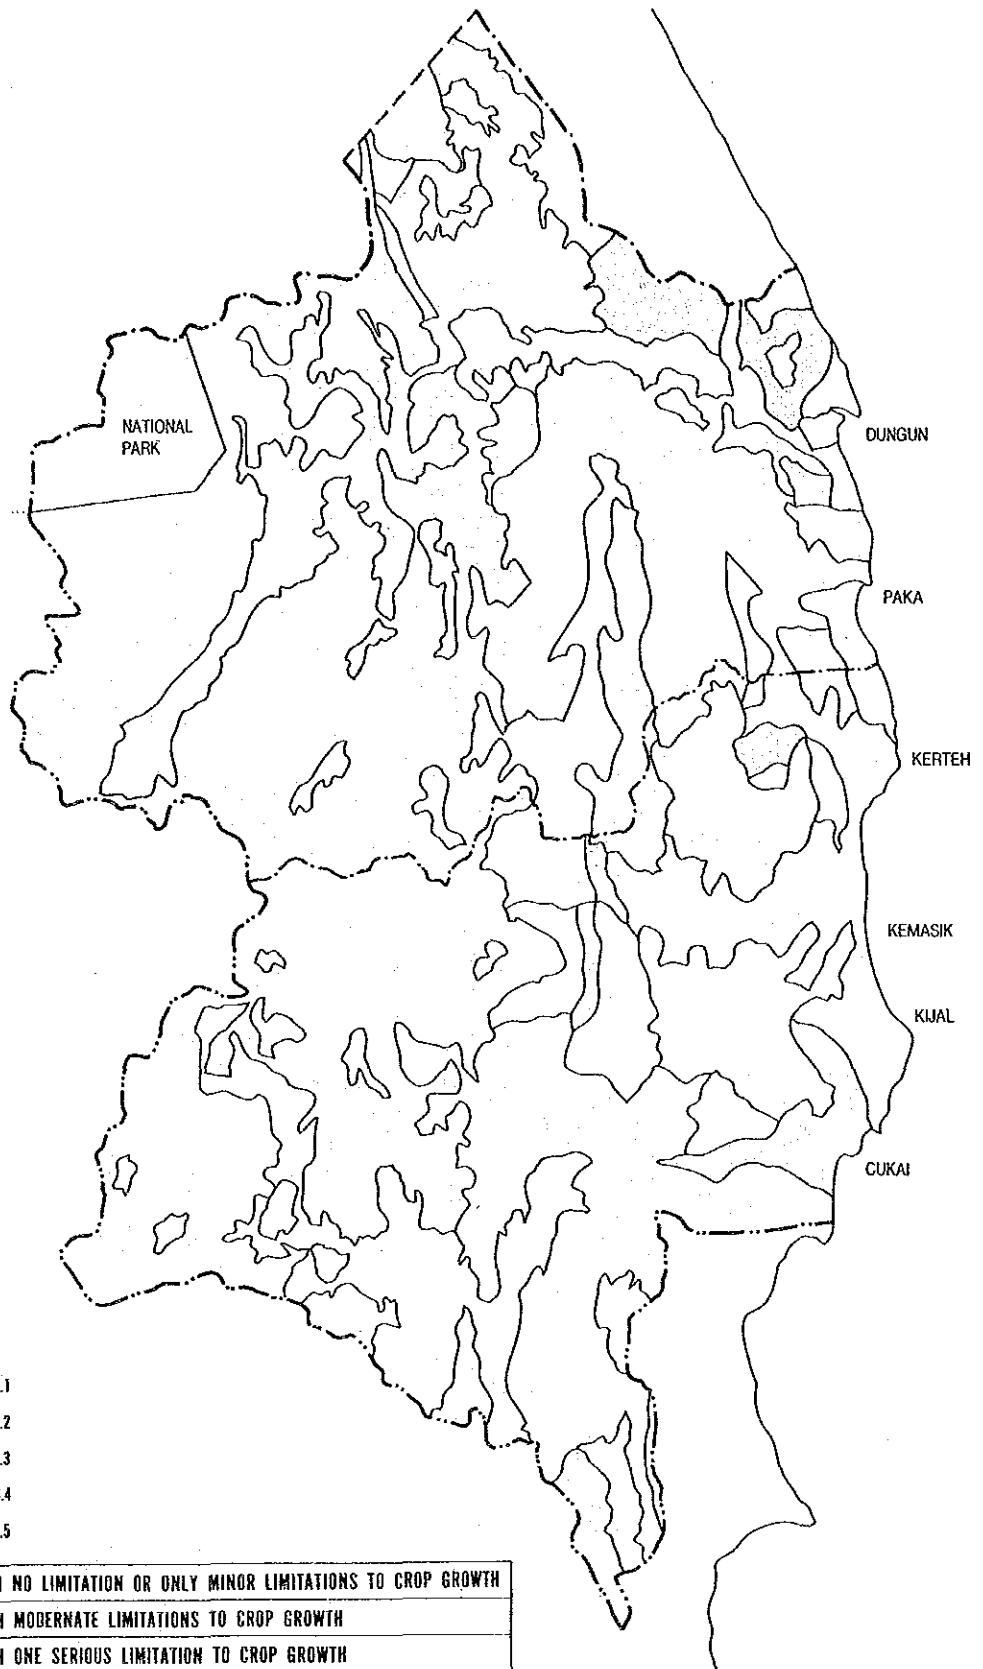 NATIONAL
PARK
DUNGUN
PAKA
KERTEH
KEMASIK
KIJAL
CUKAI
.1
.2
.3
.4
.5
NO LIMITATION OR ONLY MINOR LIMITATIONS TO CROP GROWTH
MODERNATE LIMITATIONS TO CROP GROWTH
ONE SERIOUS LIMITATION TO CROP GROWTH